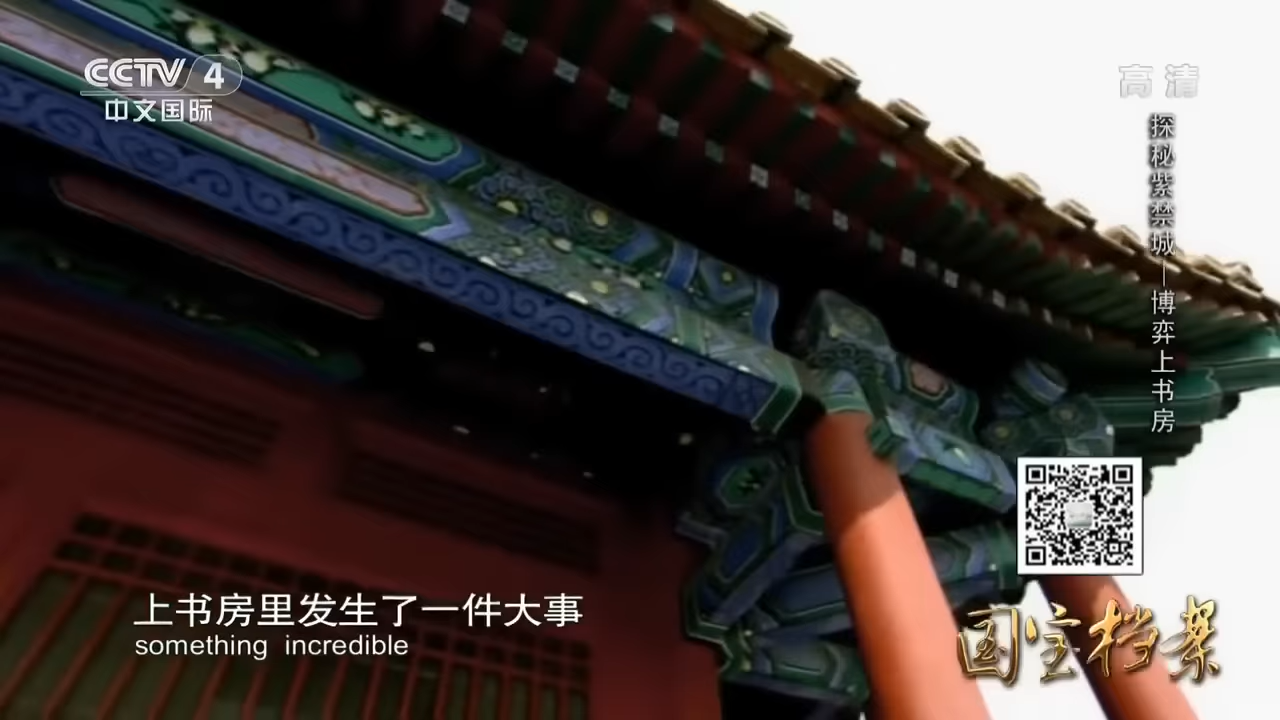 CCTV 4
中文国际
高清
探秘紫禁城—博弈上书房
上书房里发生了一件大事
something incredible
国宝档案